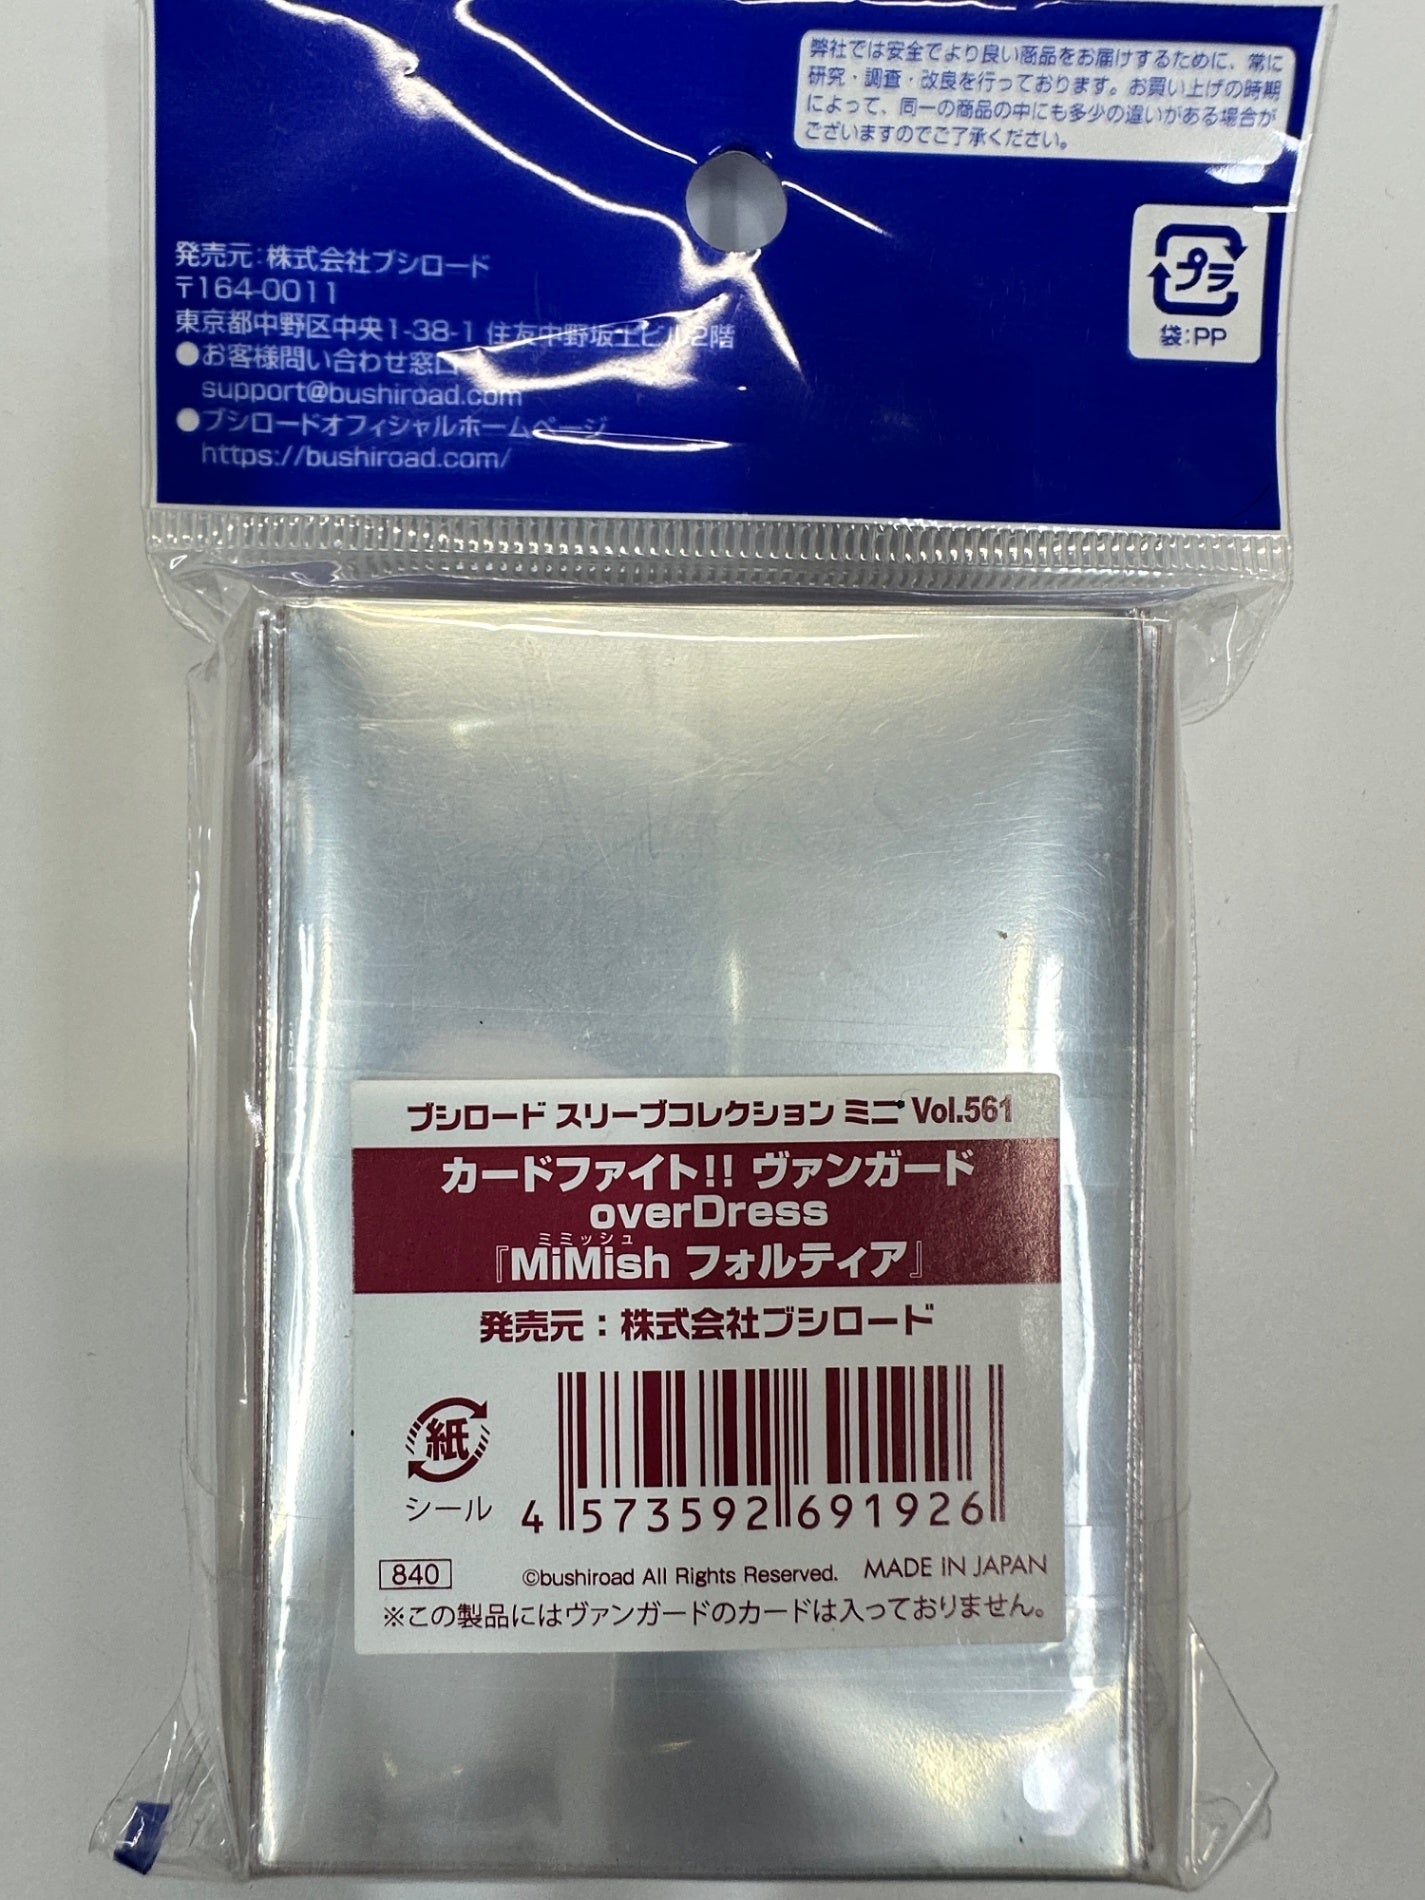 弊社では安全でより良い商品をお届けするために、常に
研究・調査・改良を行っております。お買い上げの時期
によって、同一の商品の中にも多少の違いがある場合が
ございますのでご了承ください。
プラ
袋:PP
発売元:株式会社ブシロード
〒164-0011
東京都中野区中央1-38-1 住友中野坂上ビル2階
●お客様問い合わせ窓口
support@bushiroad.com
●ブシロードオフィシャルホームページ
https://bushiroad.com/
ブシロード スリーブコレクション ミニ Vol.561
カードファイト!! ヴァンガード
overDress
ミミッシュ
『MiMish フォルティア』
発売元：株式会社ブシロード
紙
シール
4 573592 691926
840
©bushiroad All Rights Reserved. MADE IN JAPAN
※この製品にはヴァンガードのカードは入っておりません。